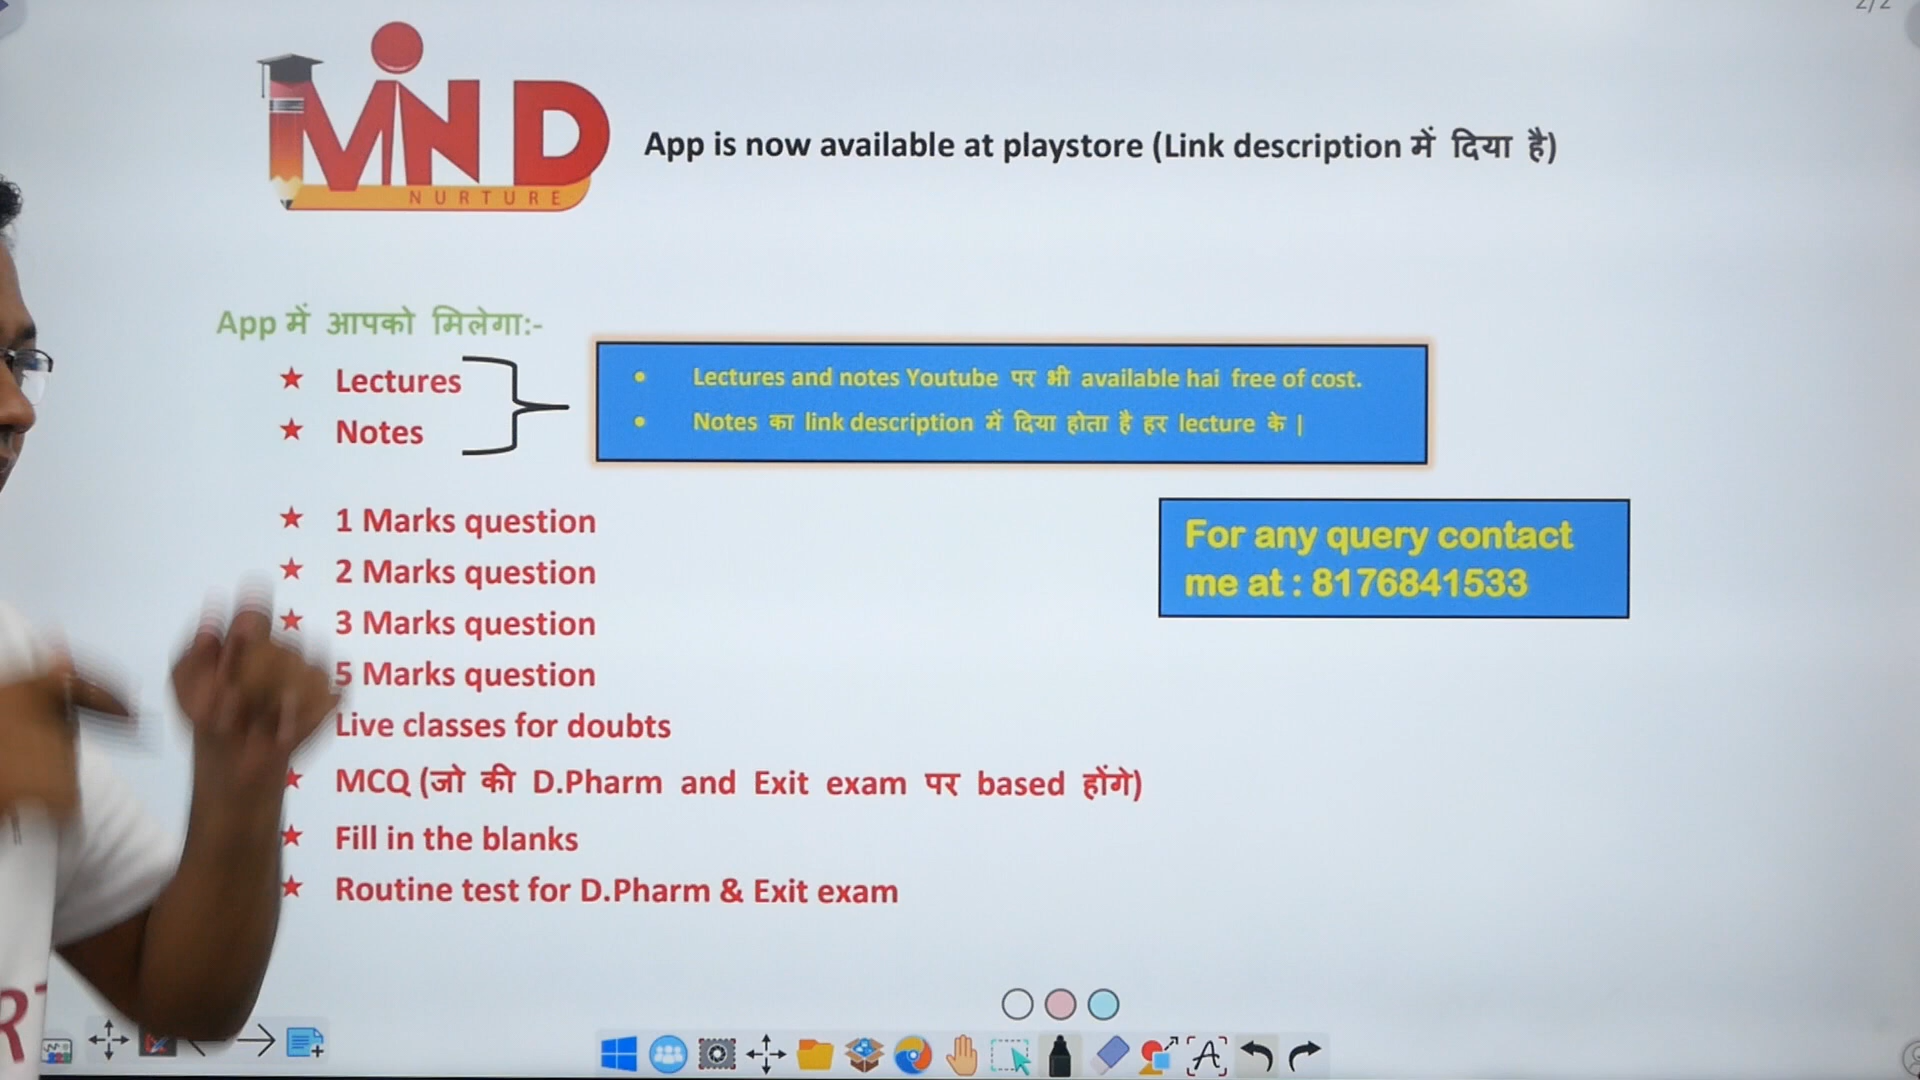 2/2
MIND
NURTURE
App is now available at playstore (Link description में दिया है)
App में आपको मिलेगा:-
★ Lectures
★ Notes
• Lectures and notes Youtube पर भी available hai free of cost.
• Notes का link description में दिया होता है हर lecture के |
★ 1 Marks question
★ 2 Marks question
★ 3 Marks question
5 Marks question
Live classes for doubts
★ MCQ (जो की D.Pharm and Exit exam पर based होंगे)
★ Fill in the blanks
★ Routine test for D.Pharm & Exit exam
For any query contact
me at : 8176841533